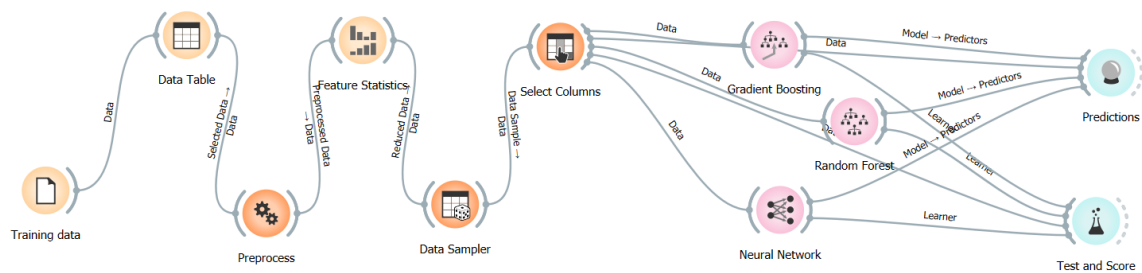 Training data
Data
Data Table
Selected Data → Data
Preprocess
Preprocessed Data → Data
Feature Statistics
Reduced Data → Data
Data Sampler
Data Sample → Data
Select Columns
Data
Gradient Boosting
Data
Model → Predictors
Data
Random Forest
Model → Predictors
Predictions
Data
Data
Learner
Model → Predictors
Learner
Neural Network
Learner
Test and Score